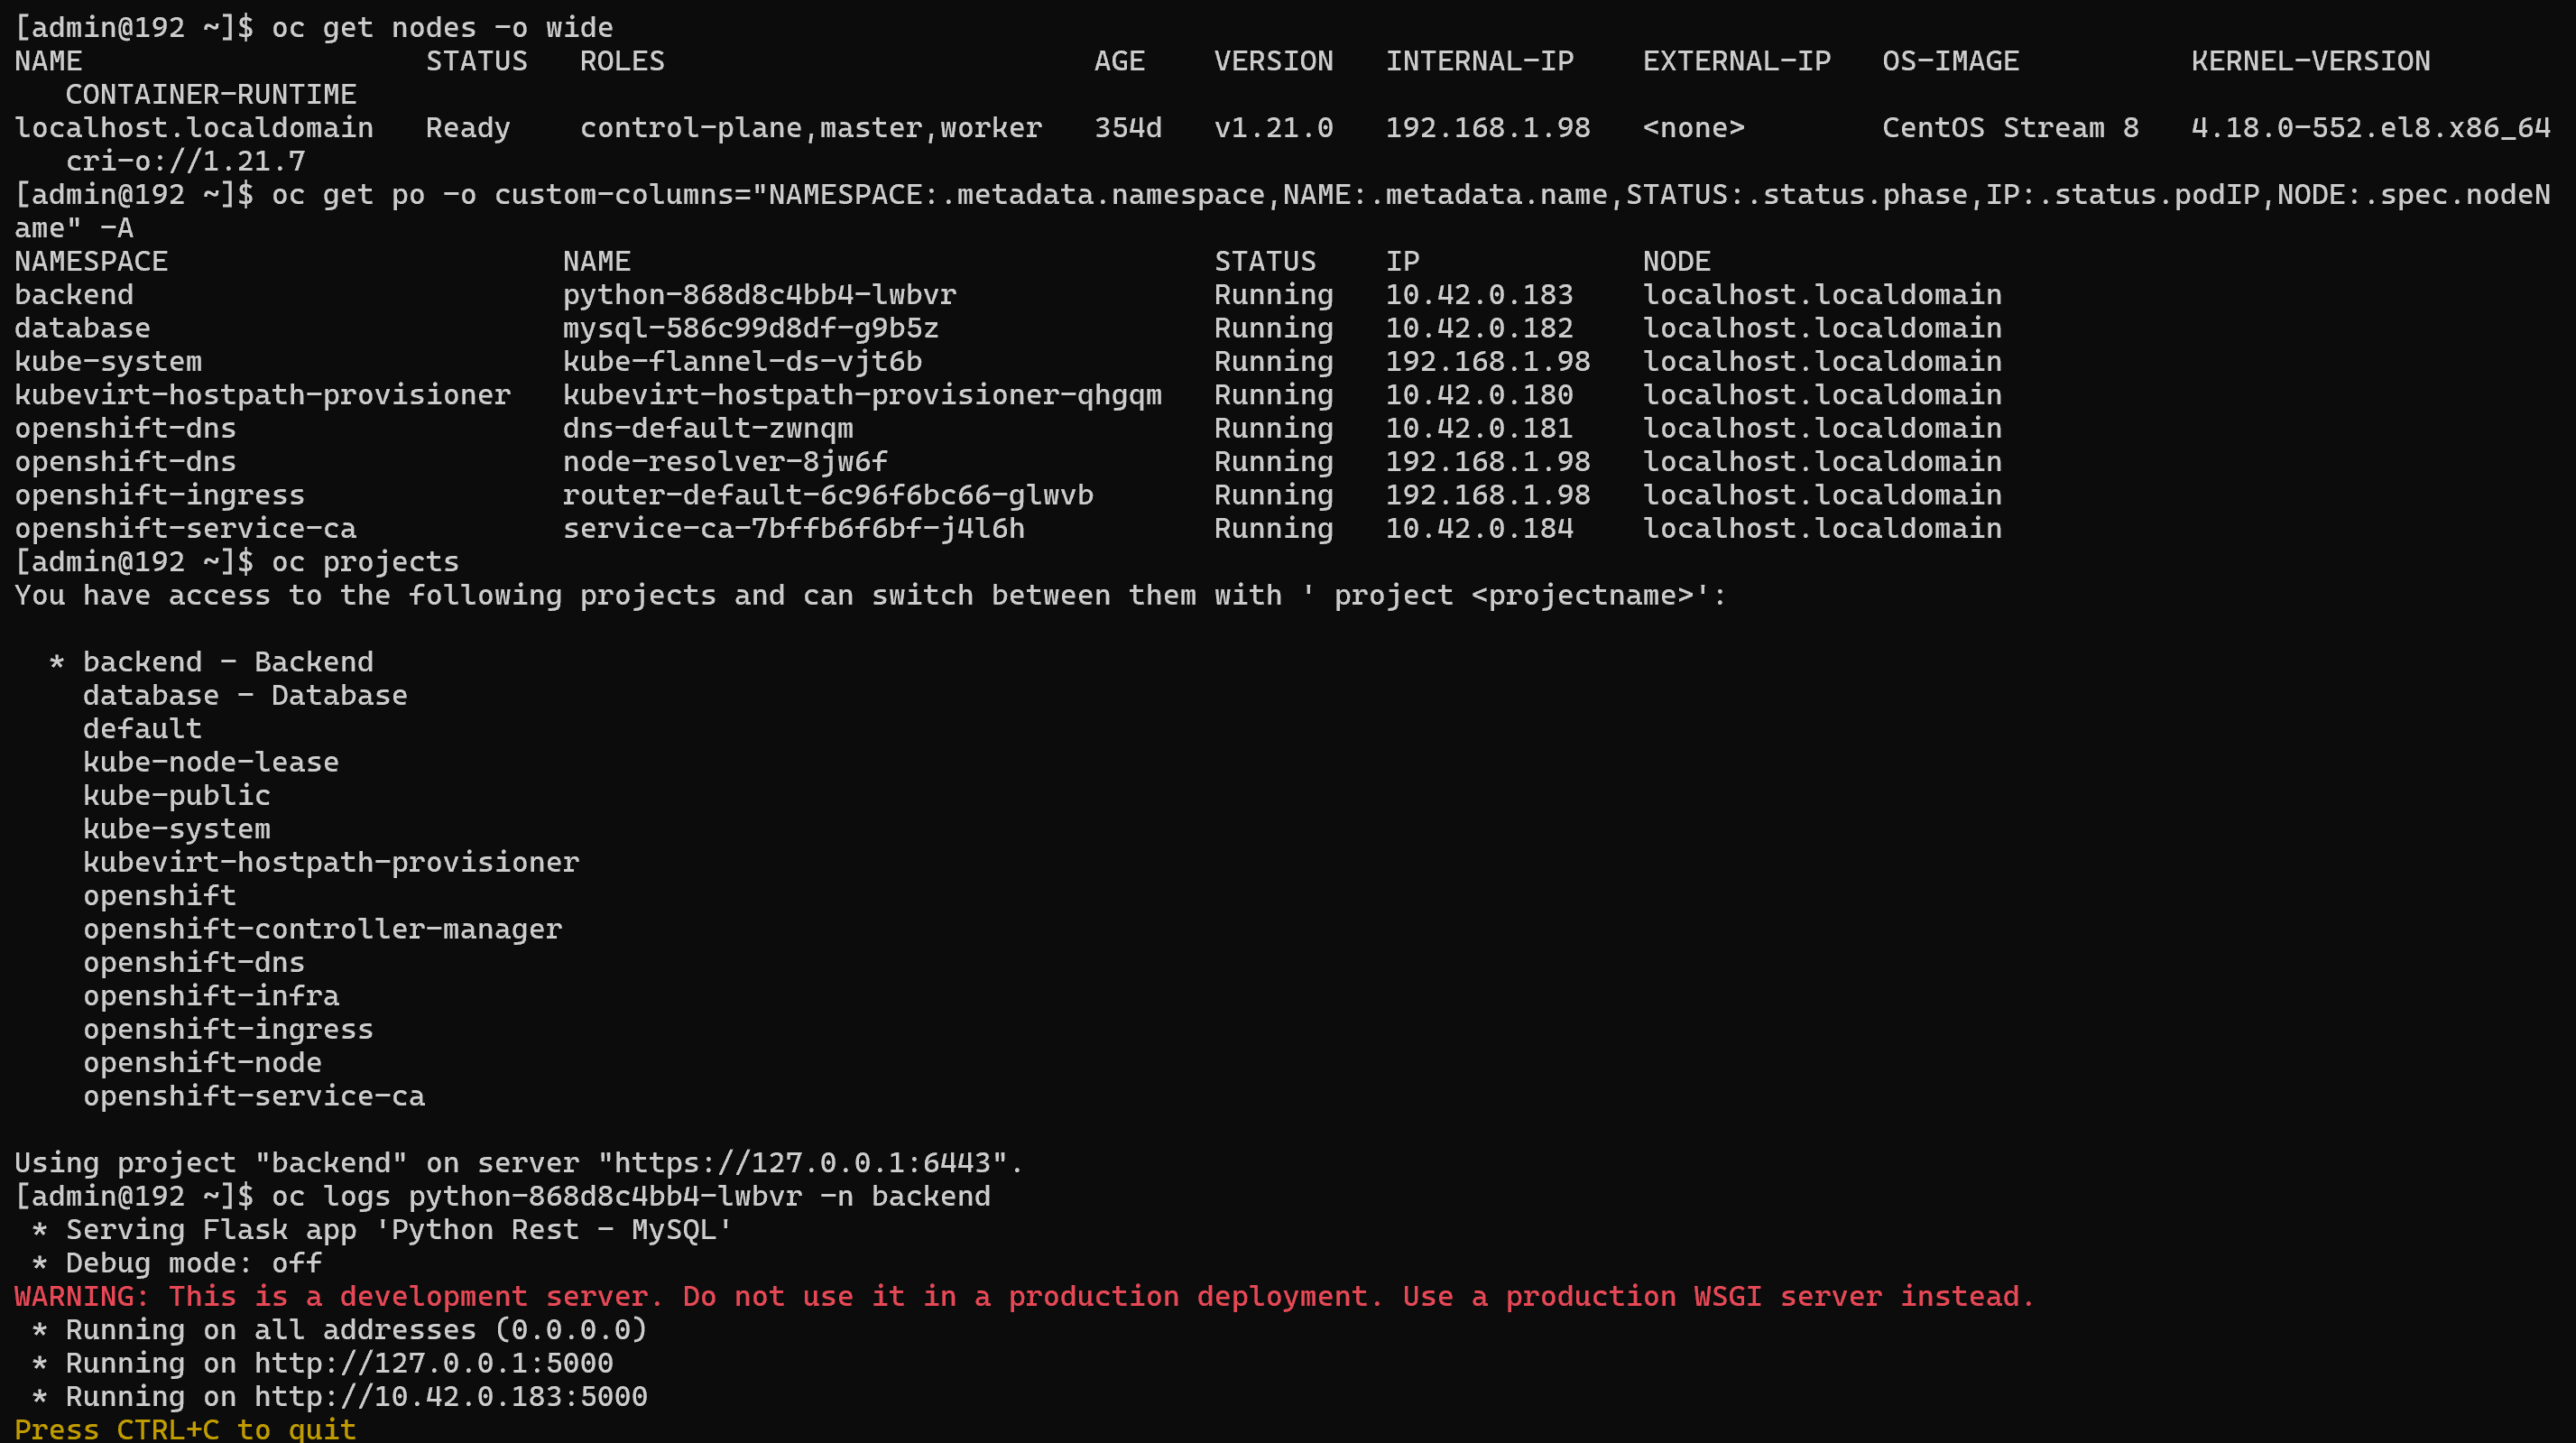 [admin@192 ~]$ oc get nodes -o wide
NAME                    STATUS   ROLES                         AGE    VERSION   INTERNAL-IP    EXTERNAL-IP   OS-IMAGE          KERNEL-VERSION
   CONTAINER-RUNTIME
localhost.localdomain   Ready    control-plane,master,worker   354d   v1.21.0   192.168.1.98   <none>        CentOS Stream 8   4.18.0-552.el8.x86_64
   cri-o://1.21.7
[admin@192 ~]$ oc get po -o custom-columns="NAMESPACE:.metadata.namespace,NAME:.metadata.name,STATUS:.status.phase,IP:.status.podIP,NODE:.spec.nodeN
ame" -A
NAMESPACE                       NAME                                  STATUS    IP             NODE
backend                         python-868d8c4bb4-lwbvr               Running   10.42.0.183    localhost.localdomain
database                        mysql-586c99d8df-g9b5z                Running   10.42.0.182    localhost.localdomain
kube-system                     kube-flannel-ds-vjt6b                 Running   192.168.1.98   localhost.localdomain
kubevirt-hostpath-provisioner   kubevirt-hostpath-provisioner-qhgqm   Running   10.42.0.180    localhost.localdomain
openshift-dns                   dns-default-zwnqm                     Running   10.42.0.181    localhost.localdomain
openshift-dns                   node-resolver-8jw6f                   Running   192.168.1.98   localhost.localdomain
openshift-ingress               router-default-6c96f6bc66-glwvb       Running   192.168.1.98   localhost.localdomain
openshift-service-ca            service-ca-7bffb6f6bf-j4l6h           Running   10.42.0.184    localhost.localdomain
[admin@192 ~]$ oc projects
You have access to the following projects and can switch between them with ' project <projectname>':
  * backend - Backend
    database - Database
    default
    kube-node-lease
    kube-public
    kube-system
    kubevirt-hostpath-provisioner
    openshift
    openshift-controller-manager
    openshift-dns
    openshift-infra
    openshift-ingress
    openshift-node
    openshift-service-ca
Using project "backend" on server "https://127.0.0.1:6443".
[admin@192 ~]$ oc logs python-868d8c4bb4-lwbvr -n backend
 * Serving Flask app 'Python Rest - MySQL'
 * Debug mode: off
WARNING: This is a development server. Do not use it in a production deployment. Use a production WSGI server instead.
 * Running on all addresses (0.0.0.0)
 * Running on http://127.0.0.1:5000
 * Running on http://10.42.0.183:5000
Press CTRL+C to quit